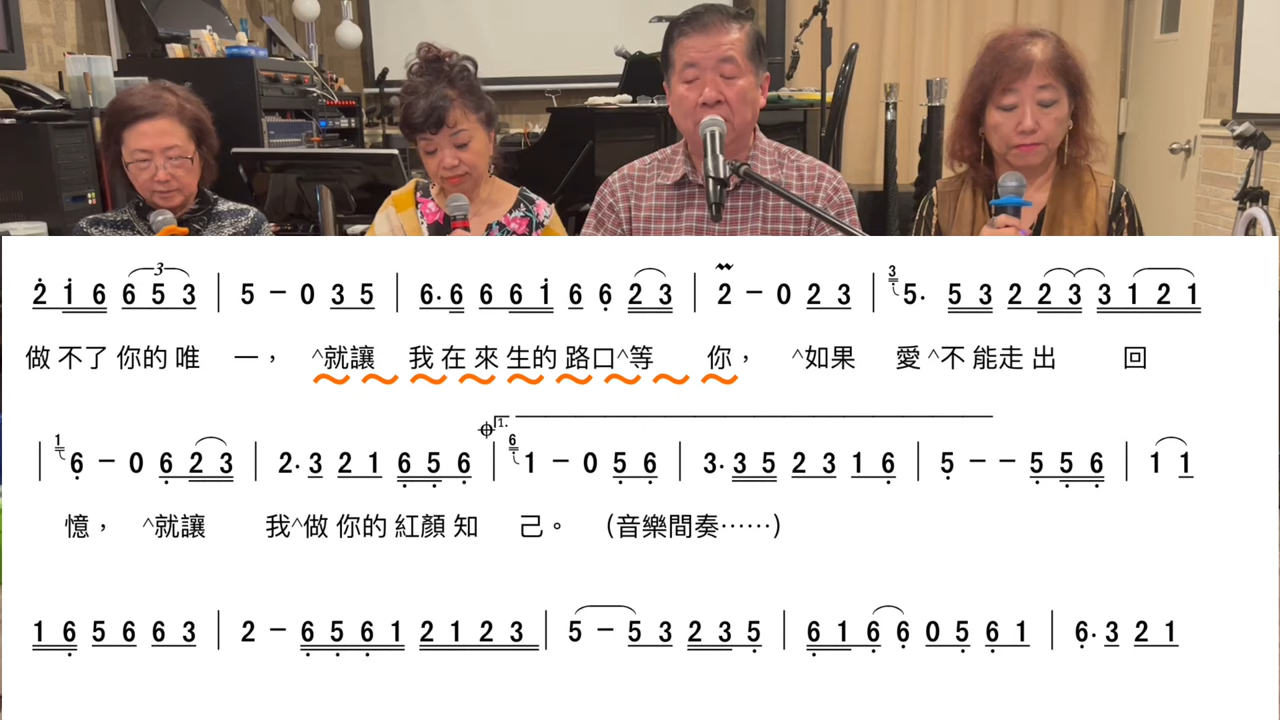 2 1 6 6 5 3 | 5 － 0 3 5 | 6. 6 6 6 1 6 6 2 3 | 2 － 0 2 3 | 3 5. 5 3 2 2 3 3 1 2 1
做 不了 你的 唯 一， ^就讓 我 在 來 生的 路口^等 你， ^如果 愛 ^不 能走 出 回
| 1 6 － 0 6 2 3 | 2. 3 2 1 6 5 6 | 1. 6 1 － 0 5 6 | 3. 3 5 2 3 1 6 | 5 － － 5 5 6 | 1 1
憶， ^就讓 我^做 你的 紅顏 知 己。 （音樂間奏……）
1 6 5 6 6 3 | 2 － 6 5 6 1 2 1 2 3 | 5 － 5 3 2 3 5 | 6 1 6 6 0 5 6 1 | 6. 3 2 1